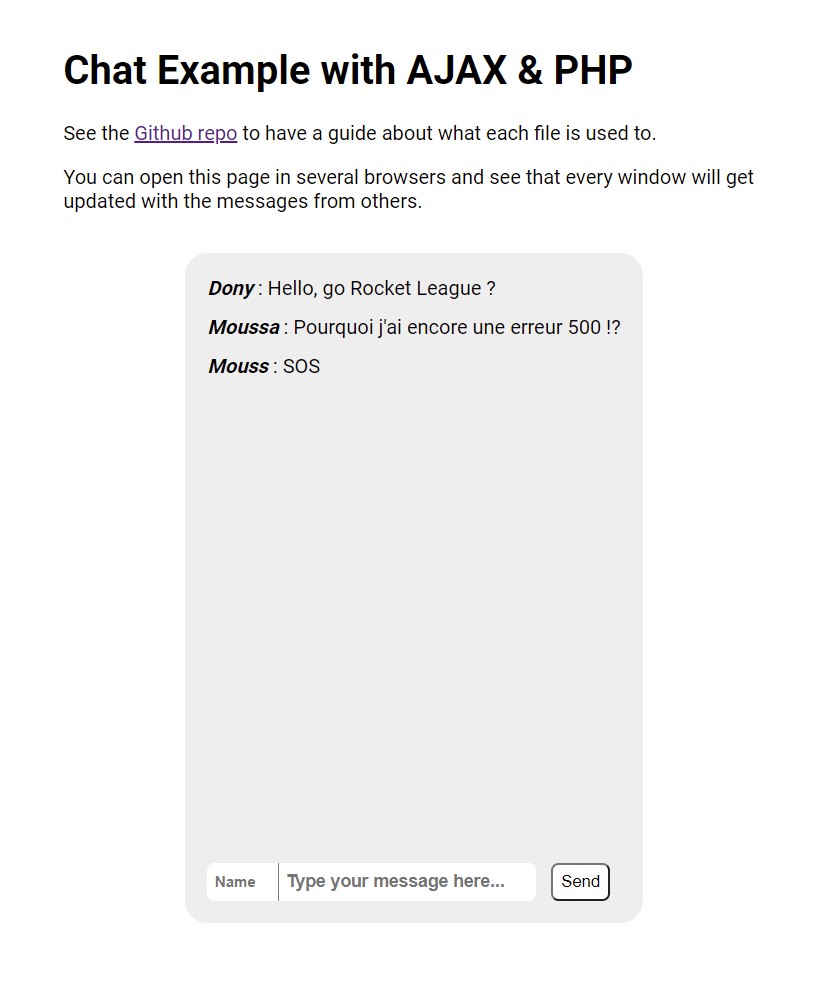 Chat Example with AJAX & PHP
See the Github repo to have a guide about what each file is used to.
You can open this page in several browsers and see that every window will get
updated with the messages from others.
Dony : Hello, go Rocket League ?
Moussa : Pourquoi j'ai encore une erreur 500 !?
Mouss : SOS
Name Type your message here... Send